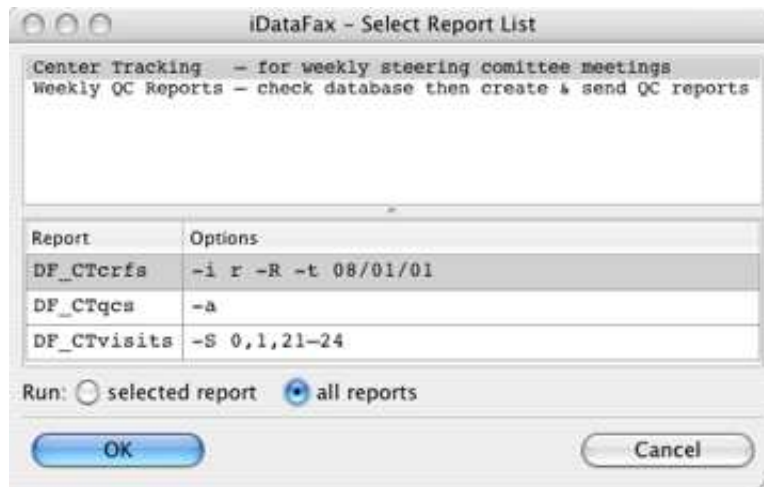 iDataFax - Select Report List
Center Tracking - for weekly steering comittee meetings
Weekly QC Reports - check database then create & send QC reports
Report Options
DF_CTcrfs -i r -R -t 08/01/01
DF_CTqcs -a
DF_CTvisits -S 0,1,21-24
Run: selected report all reports
OK Cancel